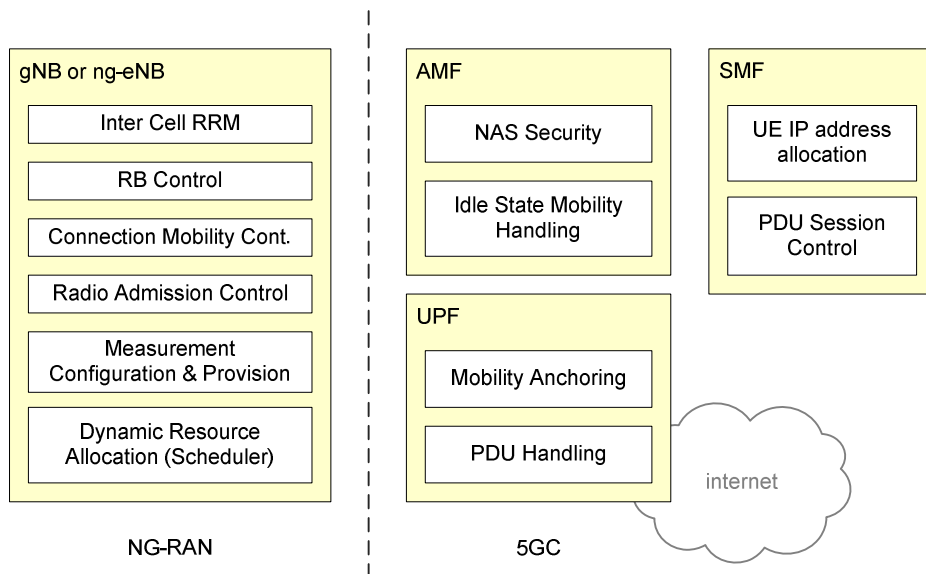 gNB or ng-eNB
Inter Cell RRM
RB Control
Connection Mobility Cont.
Radio Admission Control
Measurement
Configuration & Provision
Dynamic Resource
Allocation (Scheduler)
NG-RAN
AMF
NAS Security
Idle State Mobility
Handling
SMF
UE IP address
allocation
PDU Session
Control
UPF
Mobility Anchoring
PDU Handling
internet
5GC